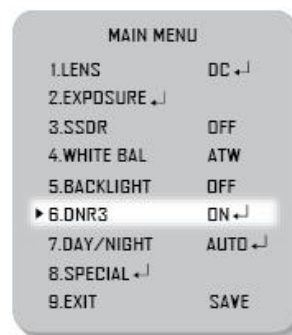 MAIN MENU
1.LENS DC ↵
2.EXPOSURE ↵
3.SSDR OFF
4.WHITE BAL ATW
5.BACKLIGHT OFF
▶ 6.DNR3 ON ↵
7.DAY/NIGHT AUTO ↵
8.SPECIAL ↵
9.EXIT SAVE